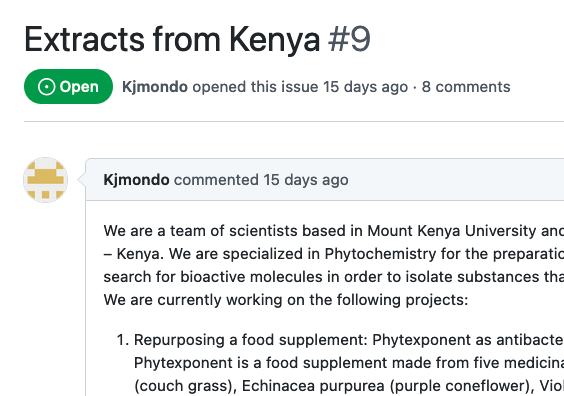 Extracts from Kenya #9
Open Kjmondo opened this issue 15 days ago · 8 comments
Kjmondo commented 15 days ago
We are a team of scientists based in Mount Kenya University and
– Kenya. We are specialized in Phytochemistry for the preparatio
search for bioactive molecules in order to isolate substances tha
We are currently working on the following projects:
1. Repurposing a food supplement: Phytexponent as antibacte
Phytexponent is a food supplement made from five medicina
(couch grass), Echinacea purpurea (purple coneflower), Viol